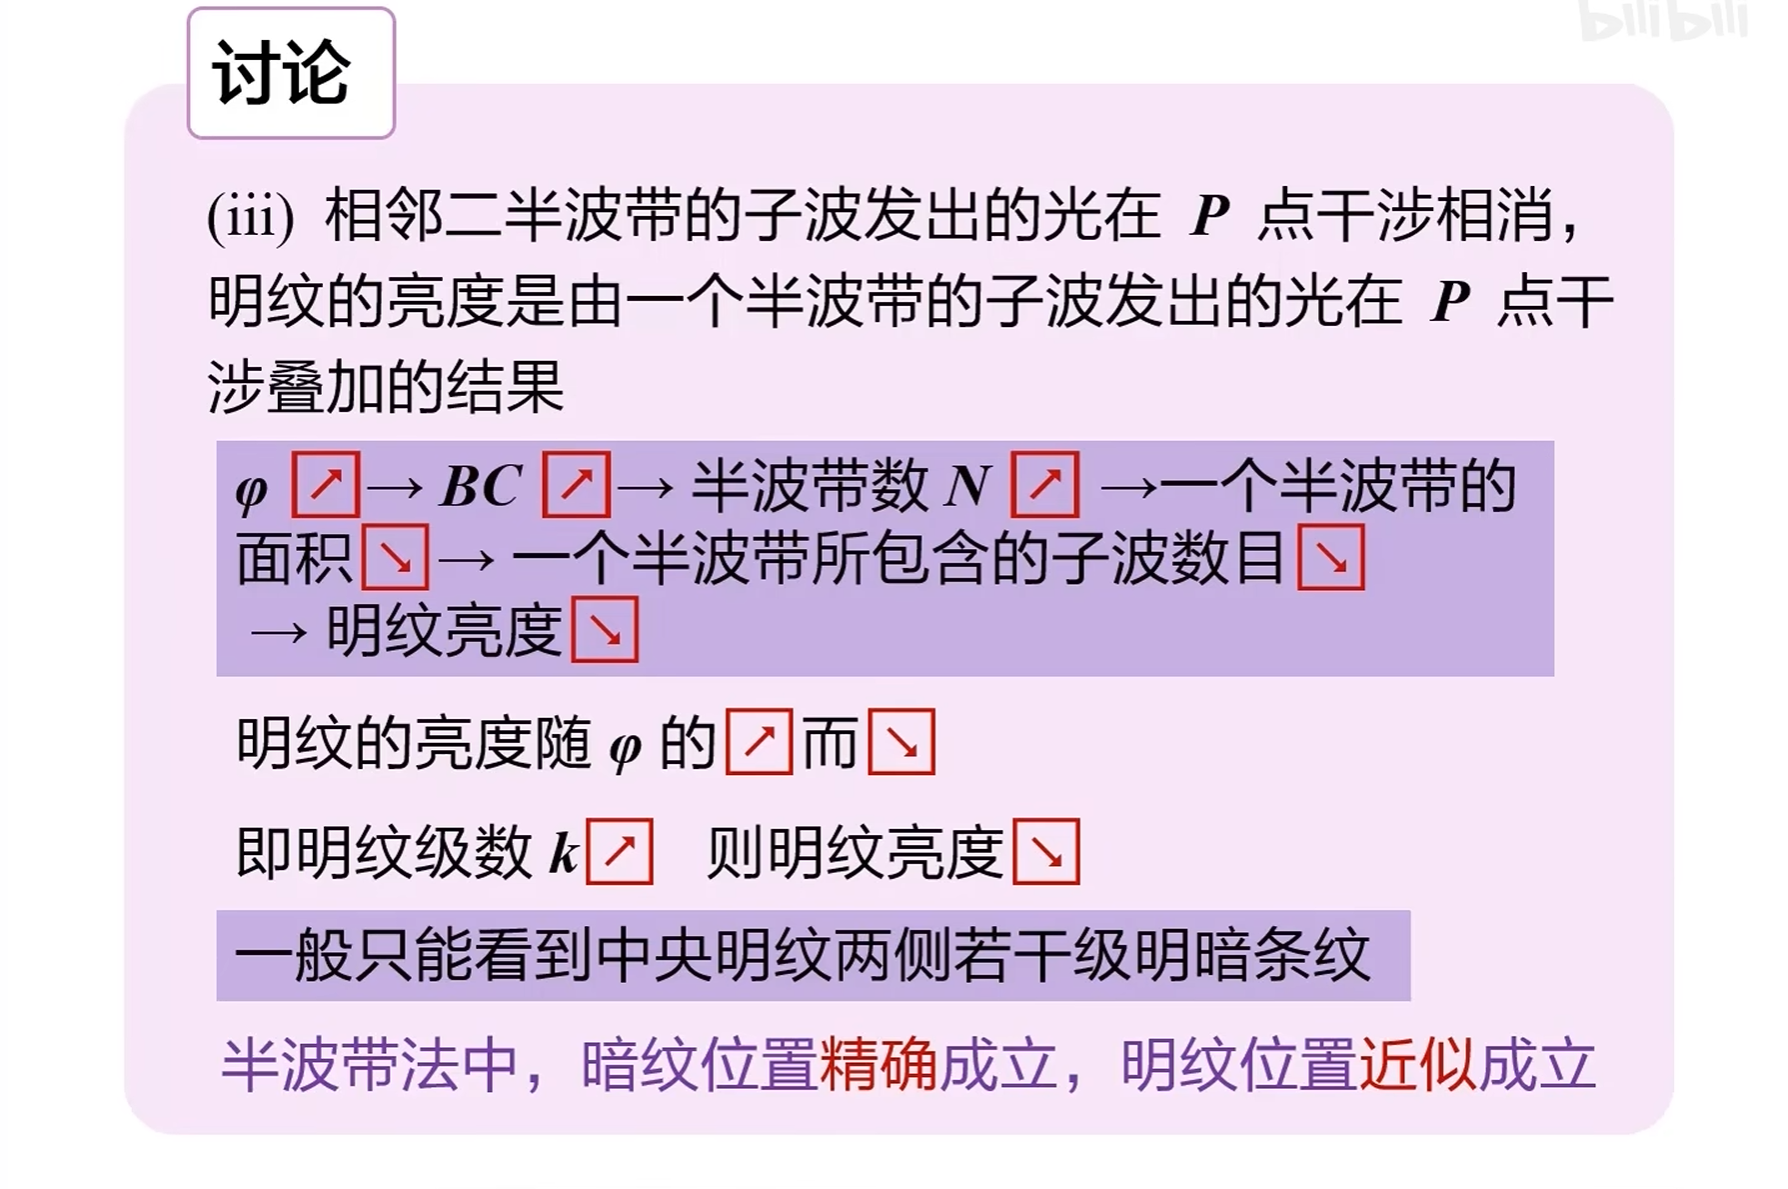 bilibili
讨论
(iii) 相邻二半波带的子波发出的光在 P 点干涉相消，
明纹的亮度是由一个半波带的子波发出的光在 P 点干
涉叠加的结果
φ ↗ → BC ↗ → 半波带数 N ↗ →一个半波带的
面积 ↘ → 一个半波带所包含的子波数目 ↘
→ 明纹亮度 ↘
明纹的亮度随 φ 的 ↗ 而 ↘
即明纹级数 k ↗ 则明纹亮度 ↘
一般只能看到中央明纹两侧若干级明暗条纹
半波带法中，暗纹位置精确成立，明纹位置近似成立